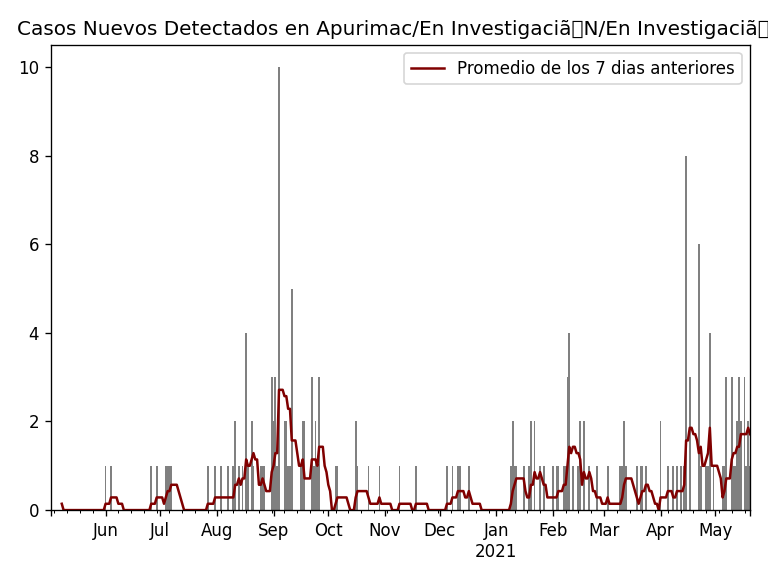 Casos Nuevos Detectados en Apurimac/En Investigaciã▯N/En Investigaciã▯
Promedio de los 7 dias anteriores
10
8
6
4
2
0
Jun Jul Aug Sep Oct Nov Dec Jan Feb Mar Apr May
2021